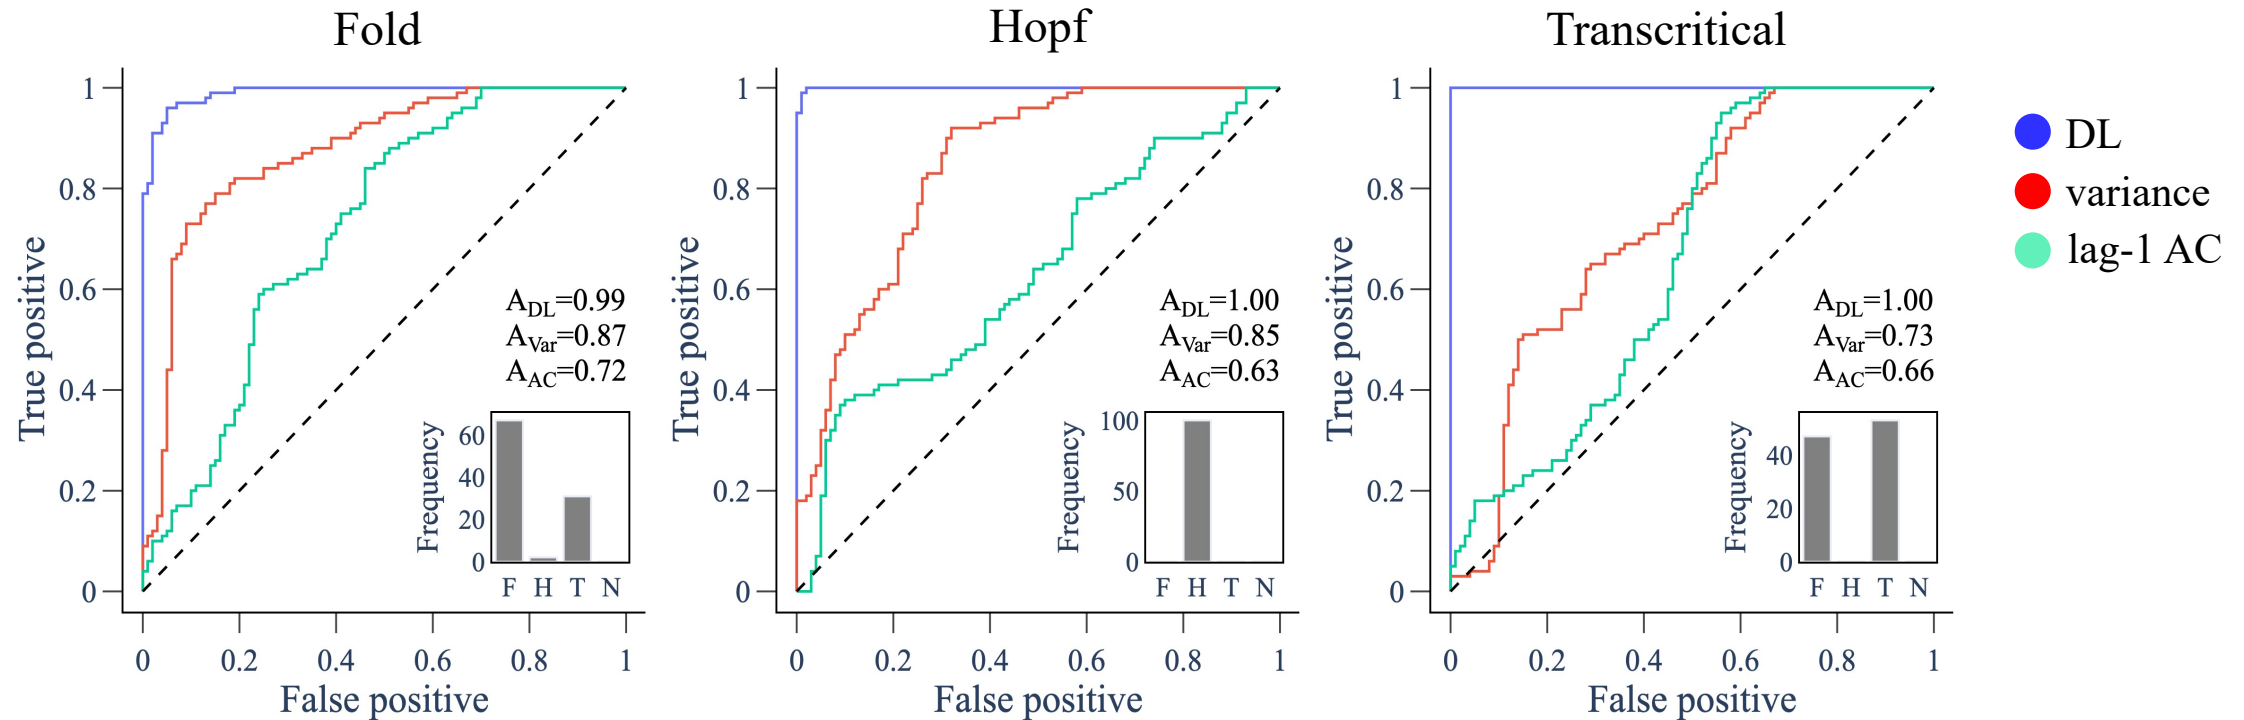 Fold
Hopf
Transcritical
DL
variance
lag-1 AC
True positive
1
0.8
0.6
0.4
0.2
0
A_DL=0.99
A_Var=0.87
A_AC=0.72
Frequency
60
40
20
0
F H T N
0 0.2 0.4 0.6 0.8 1
False positive
True positive
1
0.8
0.6
0.4
0.2
0
A_DL=1.00
A_Var=0.85
A_AC=0.63
Frequency
100
50
0
F H T N
0 0.2 0.4 0.6 0.8 1
False positive
True positive
1
0.8
0.6
0.4
0.2
0
A_DL=1.00
A_Var=0.73
A_AC=0.66
Frequency
40
20
0
F H T N
0 0.2 0.4 0.6 0.8 1
False positive